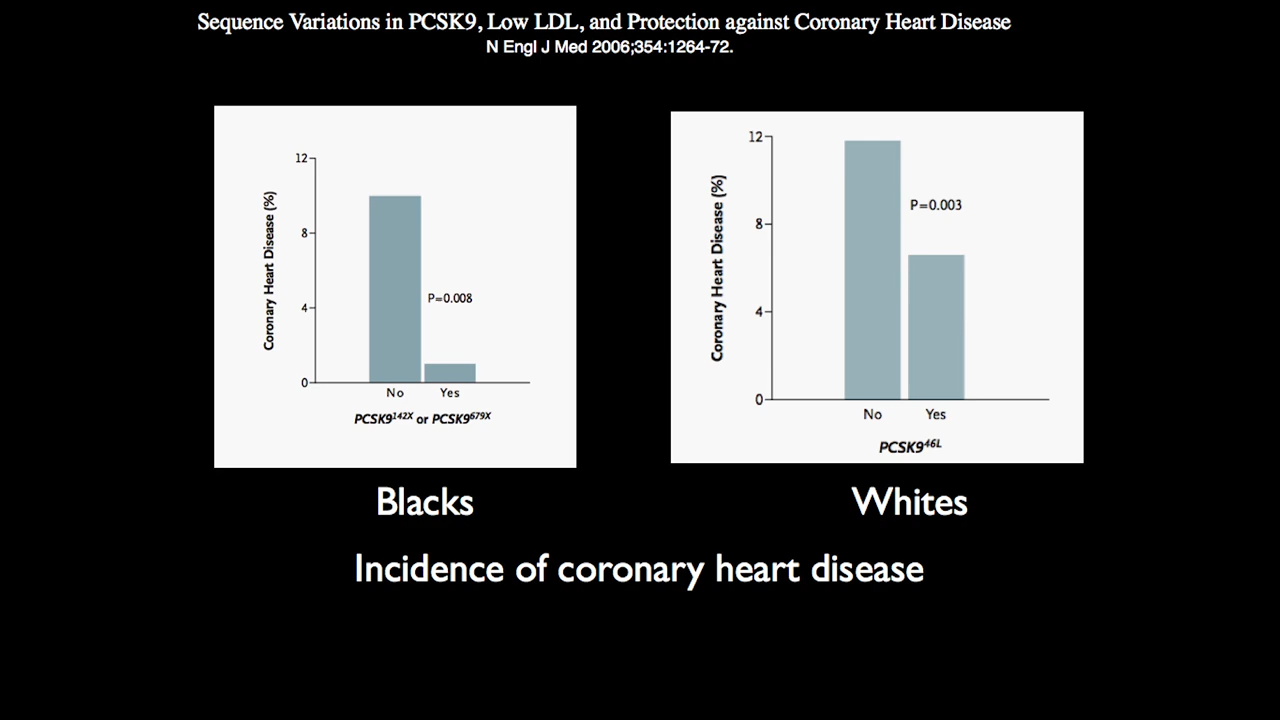 Sequence Variations in PCSK9, Low LDL, and Protection against Coronary Heart Disease
N Engl J Med 2006;354:1264-72.
Coronary Heart Disease (%)
12
8
4
0
P=0.008
No Yes
PCSK9142X or PCSK9679X
Blacks
Coronary Heart Disease (%)
12
8
4
0
P=0.003
No Yes
PCSK946L
Whites
Incidence of coronary heart disease